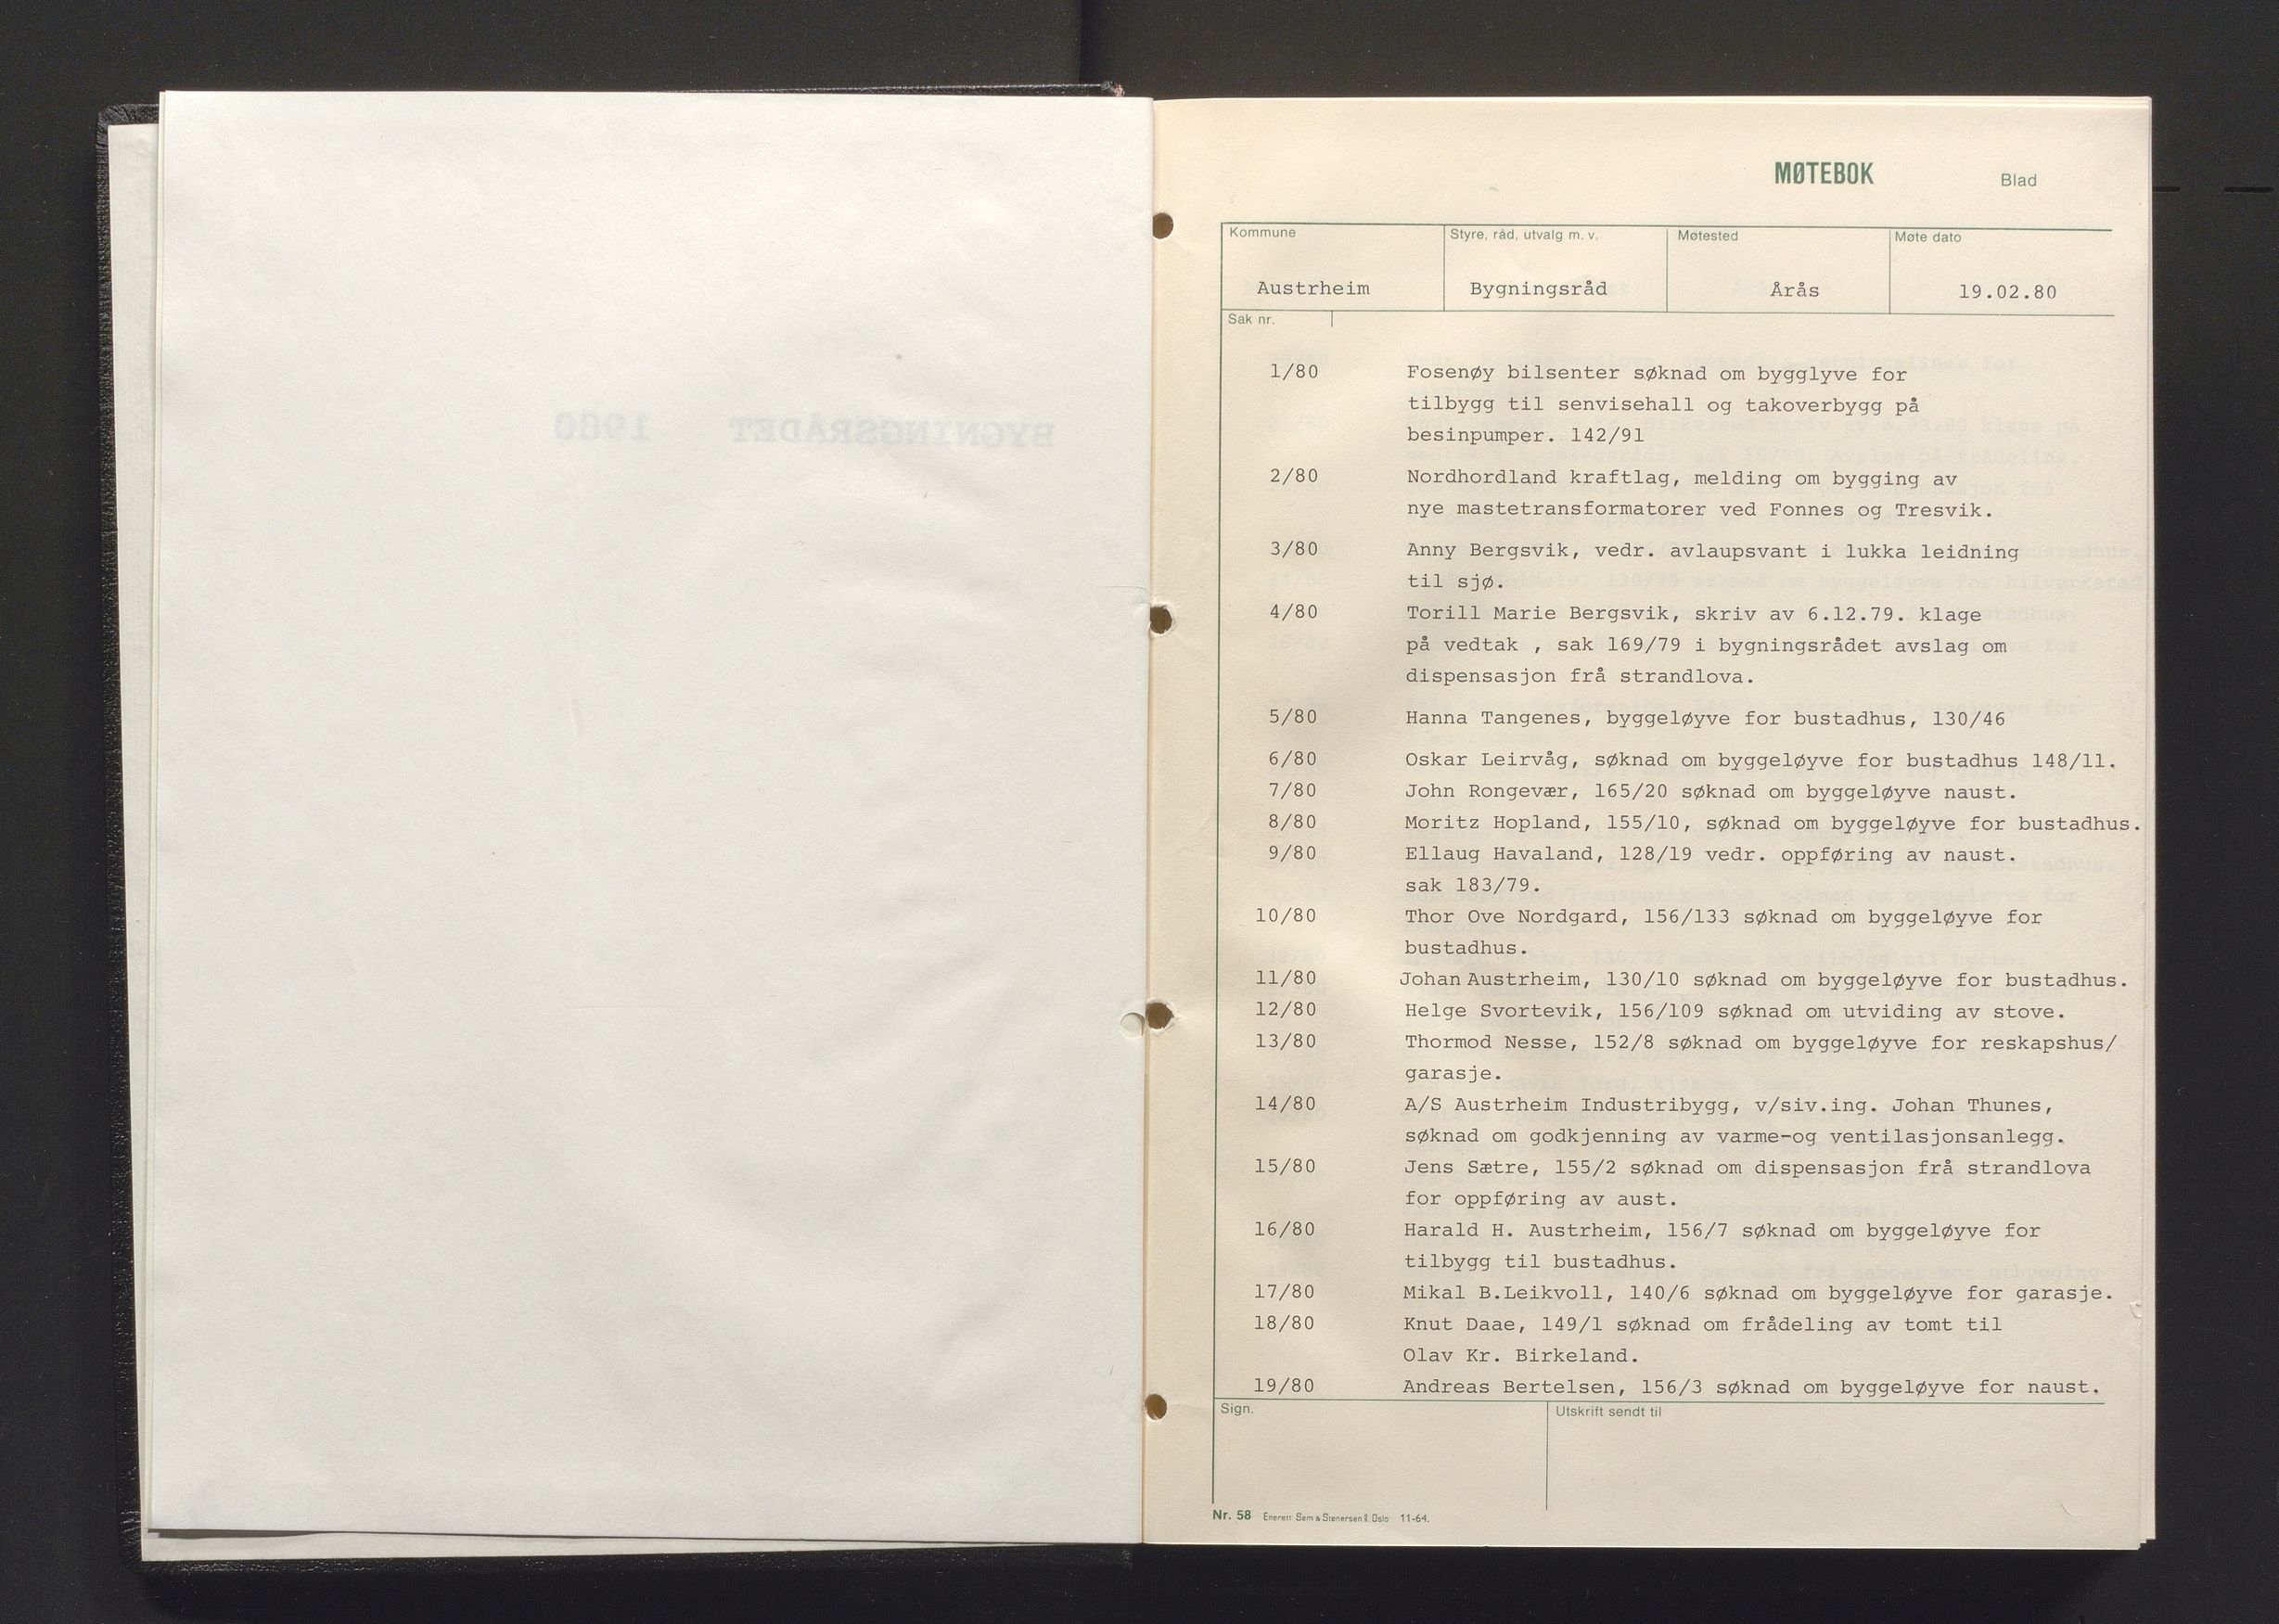 BYGNINGSRÅDET 1980
MØTEBOK
Blad
Kommune
Styre, råd, utvalg m. v.
Møtested
Møte dato
Austrheim
Bygningsråd
Årås
19.02.80
Sak nr.
1/80 Fosenøy bilsenter søknad om bygglyve for
tilbygg til senvisehall og takoverbygg på
besinpumper. 142/91
2/80 Nordhordland kraftlag, melding om bygging av
nye mastetransformatorer ved Fonnes og Tresvik.
3/80 Anny Bergsvik, vedr. avlaupsvant i lukka leidning
til sjø.
4/80 Torill Marie Bergsvik, skriv av 6.12.79. klage
på vedtak , sak 169/79 i bygningsrådet avslag om
dispensasjon frå strandlova.
5/80 Hanna Tangenes, byggeløyve for bustadhus, 130/46
6/80 Oskar Leirvåg, søknad om byggeløyve for bustadhus 148/11.
7/80 John Rongevær, 165/20 søknad om byggeløyve naust.
8/80 Moritz Hopland, 155/10, søknad om byggeløyve for bustadhus.
9/80 Ellaug Havaland, 128/19 vedr. oppføring av naust.
sak 183/79.
10/80 Thor Ove Nordgard, 156/133 søknad om byggeløyve for
bustadhus.
11/80 Johan Austrheim, 130/10 søknad om byggeløyve for bustadhus.
12/80 Helge Svortevik, 156/109 søknad om utviding av stove.
13/80 Thormod Nesse, 152/8 søknad om byggeløyve for reskapshus/
garasje.
14/80 A/S Austrheim Industribygg, v/siv.ing. Johan Thunes,
søknad om godkjenning av varme-og ventilasjonsanlegg.
15/80 Jens Sætre, 155/2 søknad om dispensasjon frå strandlova
for oppføring av aust.
16/80 Harald H. Austrheim, 156/7 søknad om byggeløyve for
tilbygg til bustadhus.
17/80 Mikal B.Leikvoll, 140/6 søknad om byggeløyve for garasje.
18/80 Knut Daae, 149/1 søknad om frådeling av tomt til
Olav Kr. Birkeland.
19/80 Andreas Bertelsen, 156/3 søknad om byggeløyve for naust.
Sign.
Utskrift sendt til
Nr. 58 Enerett Sem & Stenersen Oslo 11-64.